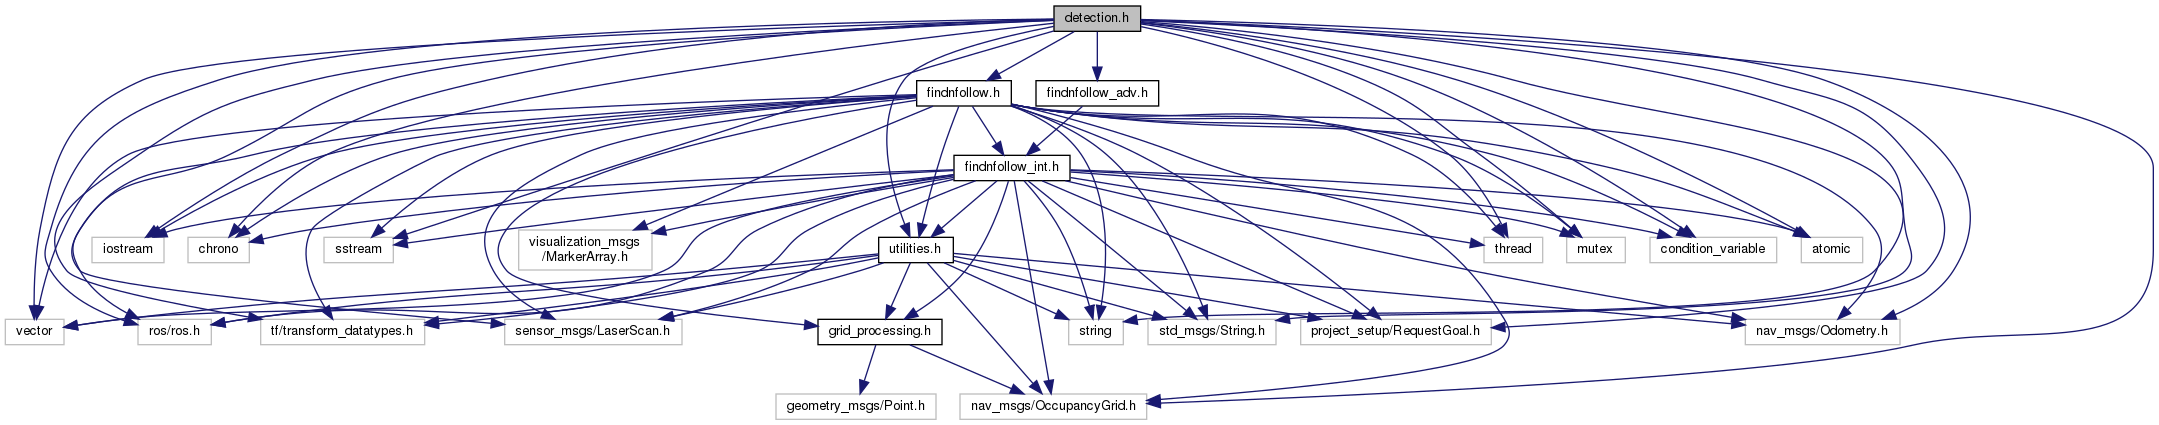 detection.h
findnfollow.h
findnfollow_adv.h
findnfollow_int.h
iostream
chrono
sstream
visualization_msgs
/MarkerArray.h
utilities.h
thread
mutex
condition_variable
atomic
vector
ros/ros.h
tf/transform_datatypes.h
sensor_msgs/LaserScan.h
grid_processing.h
string
std_msgs/String.h
project_setup/RequestGoal.h
nav_msgs/Odometry.h
geometry_msgs/Point.h
nav_msgs/OccupancyGrid.h